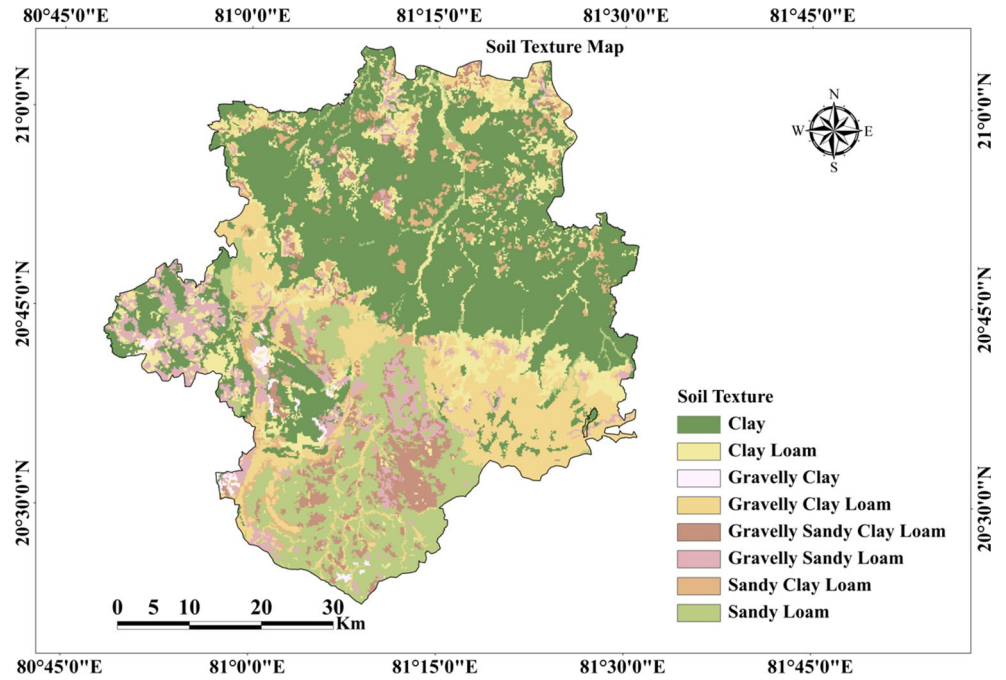 80°45'0"E 81°0'0"E 81°15'0"E 81°30'0"E 81°45'0"E
Soil Texture Map
21°0'0"N
21°0'0"N
N
W E
S
20°45'0"N
20°45'0"N
20°30'0"N
20°30'0"N
Soil Texture
Clay
Clay Loam
Gravelly Clay
Gravelly Clay Loam
Gravelly Sandy Clay Loam
Gravelly Sandy Loam
Sandy Clay Loam
Sandy Loam
0 5 10 20 30
Km
80°45'0"E 81°0'0"E 81°15'0"E 81°30'0"E 81°45'0"E